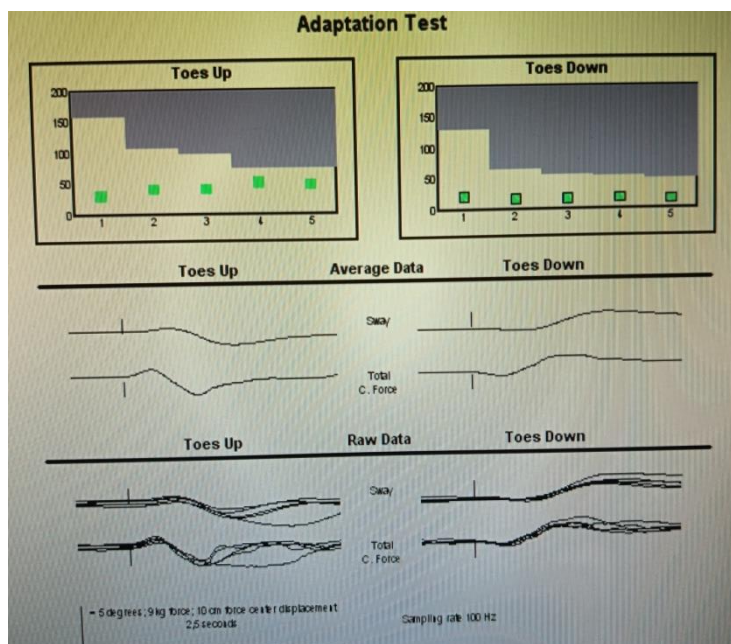 Adaptation Test
Toes Up
200
150
100
50
0
1 2 3 4 5
Toes Down
200
150
100
50
0
1 2 3 4 5
Toes Up Average Data Toes Down
Sway
Total
C. Force
Toes Up Raw Data Toes Down
Sway
Total
C. Force
= 5 degrees; 9 kg force; 10 cm force center displacement
2,5 seconds
Sampling rate 100 Hz